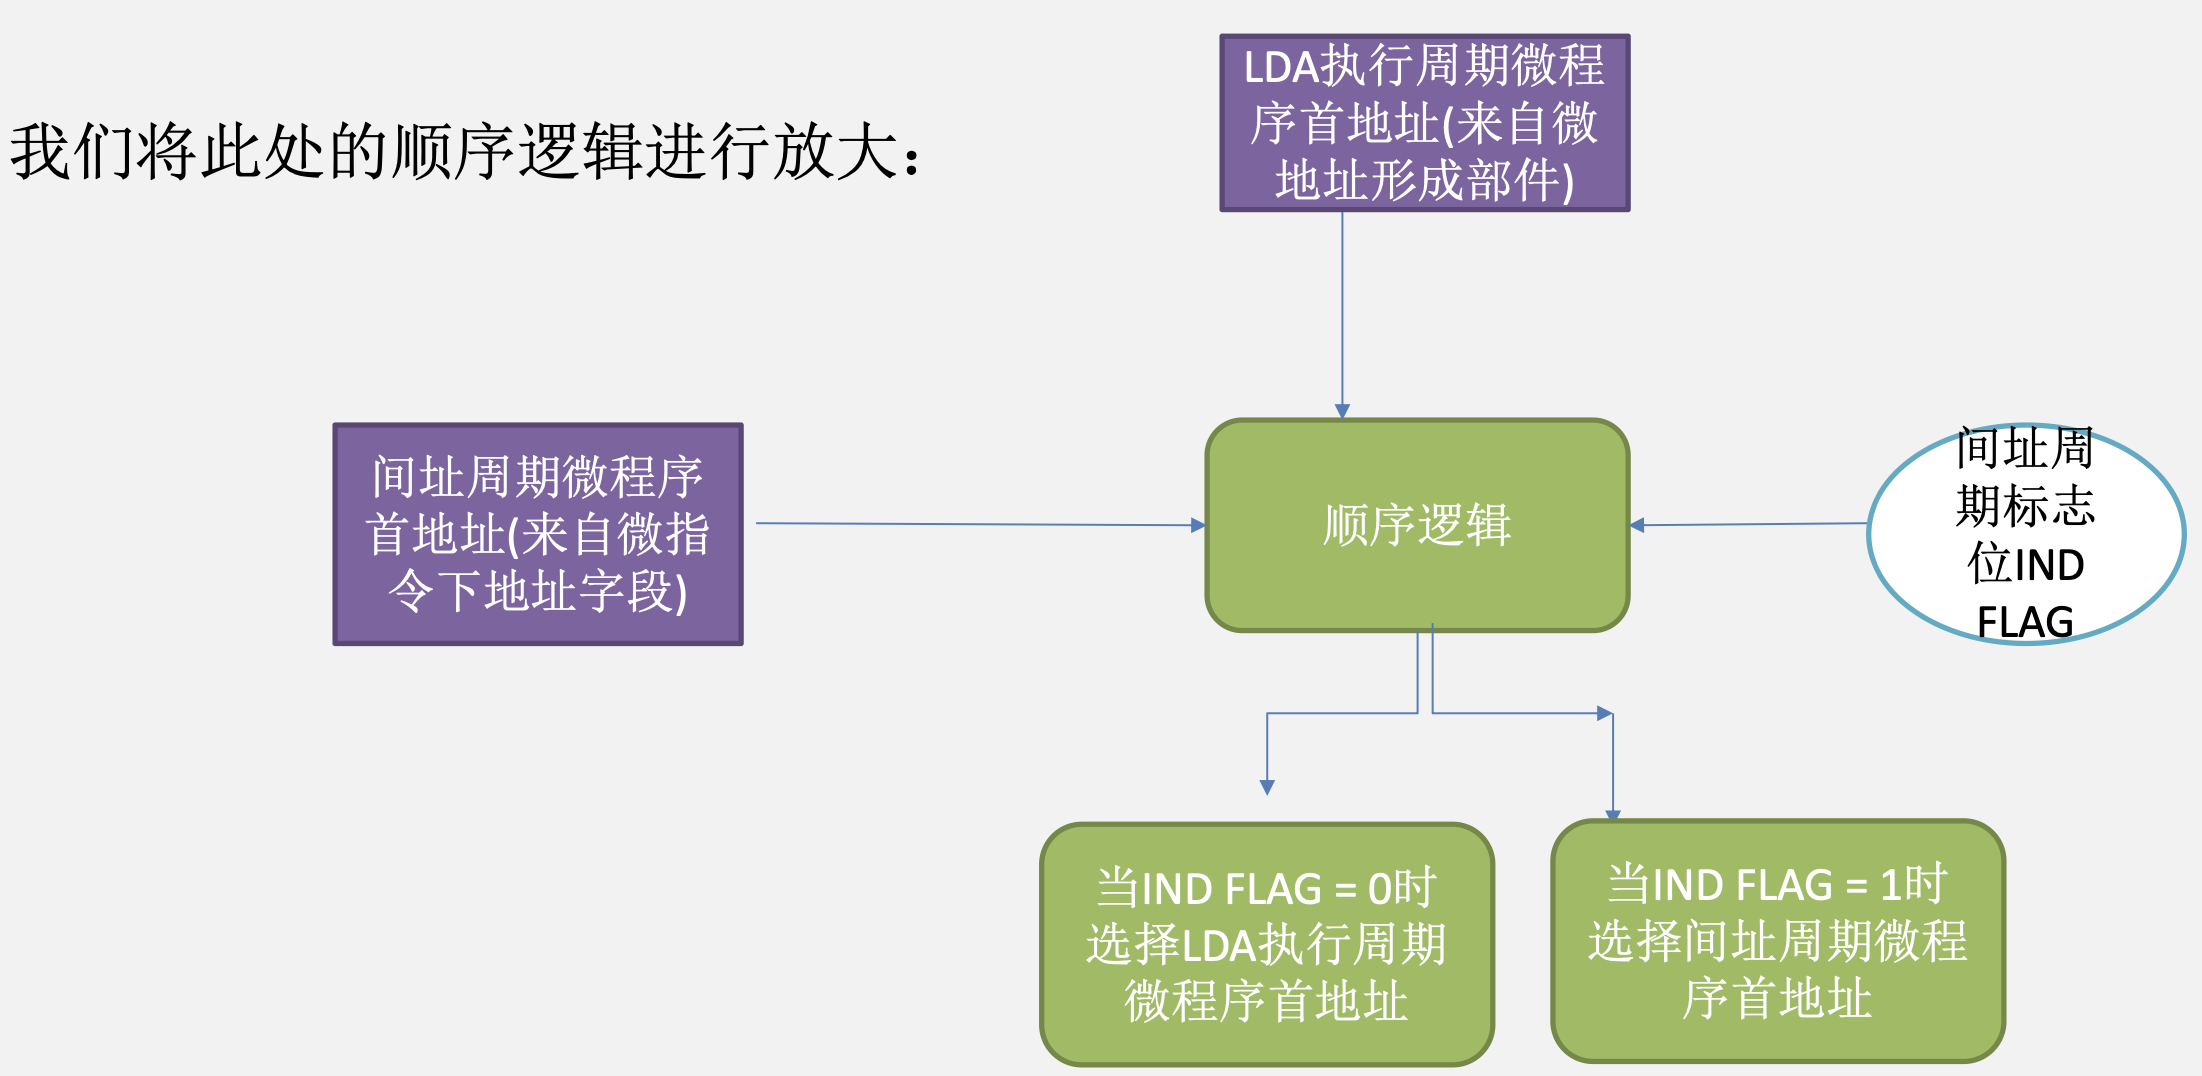 我们将此处的顺序逻辑进行放大：
LDA执行周期微程
序首地址(来自微
地址形成部件)
间址周期微程序
首地址(来自微指
令下地址字段)
顺序逻辑
间址周
期标志
位IND
FLAG
当IND FLAG = 0时
选择LDA执行周期
微程序首地址
当IND FLAG = 1时
选择间址周期微程
序首地址